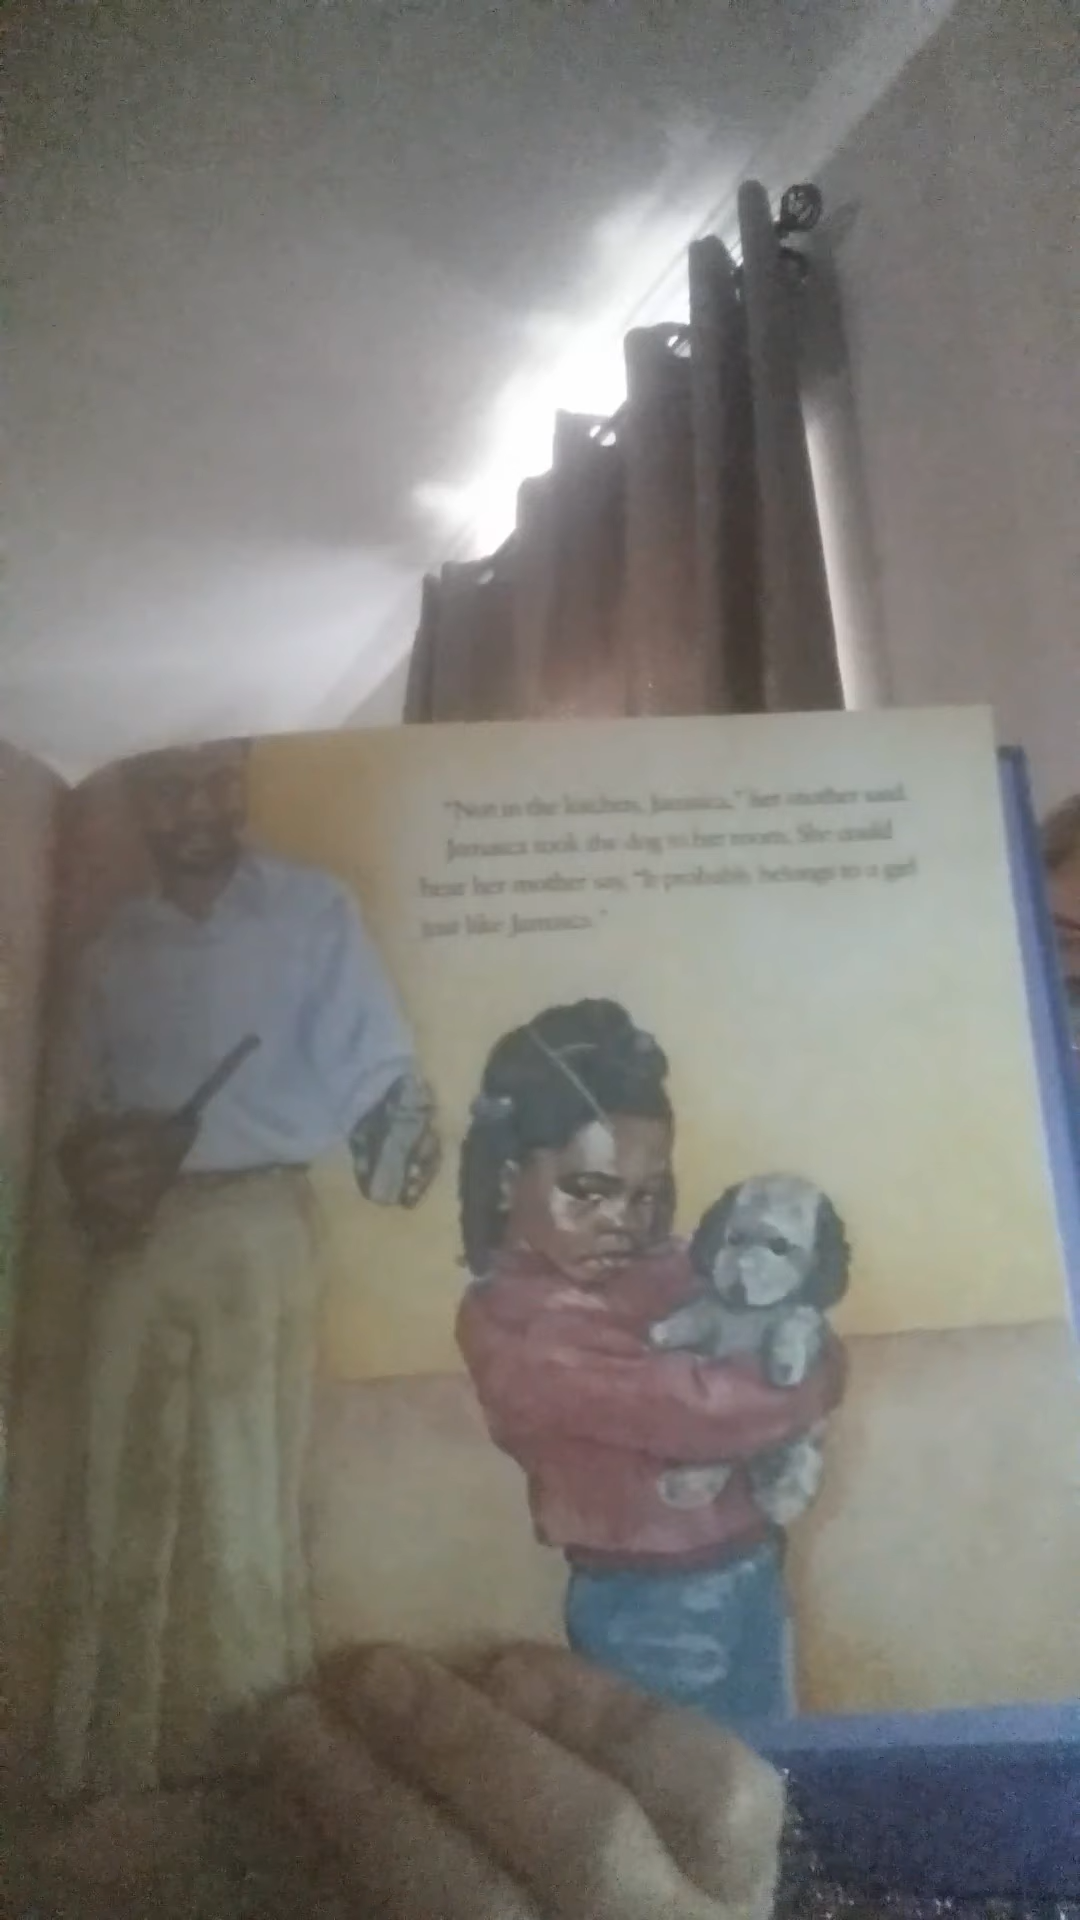 "Not in the kitchen, Jamaica," her mother said.
Jamaica took the dog to her room. She could
hear her mother say, "It probably belongs to a girl
just like Jamaica."